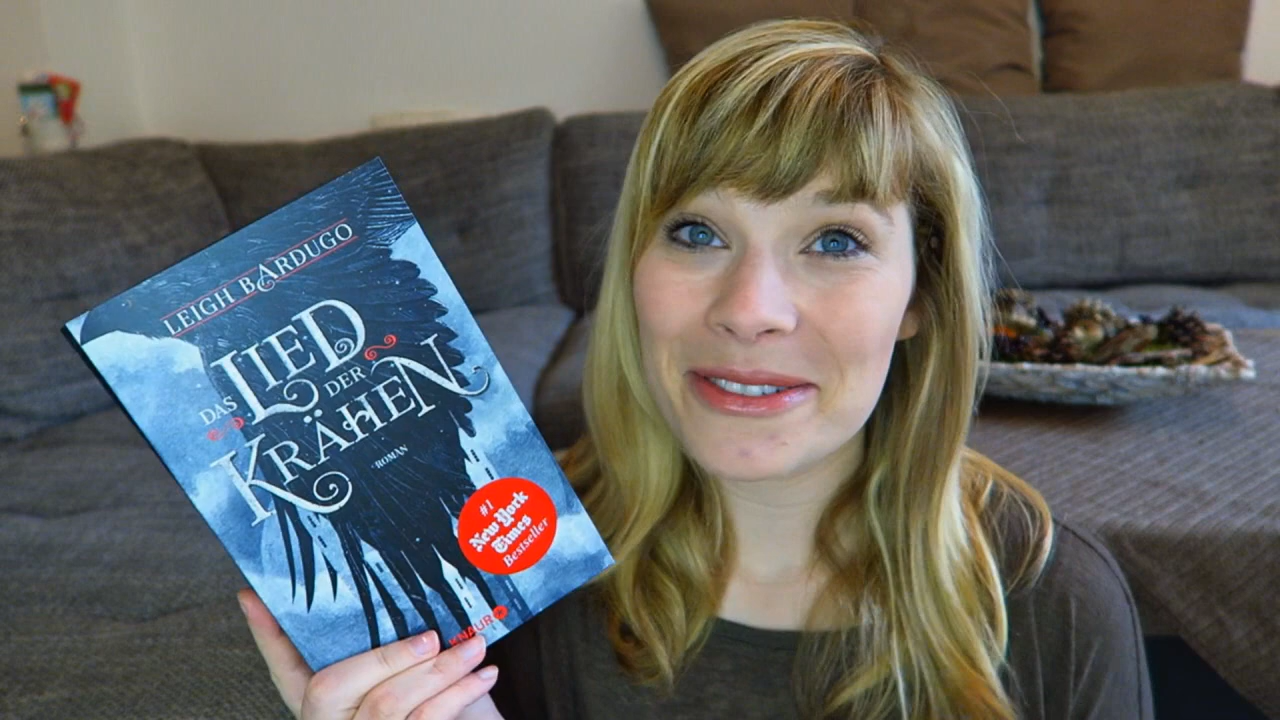 LEIGH BARDUGO
DAS LIED
DER
KRÄHEN
ROMAN
#1
New York
Times
Bestseller
KNAUR